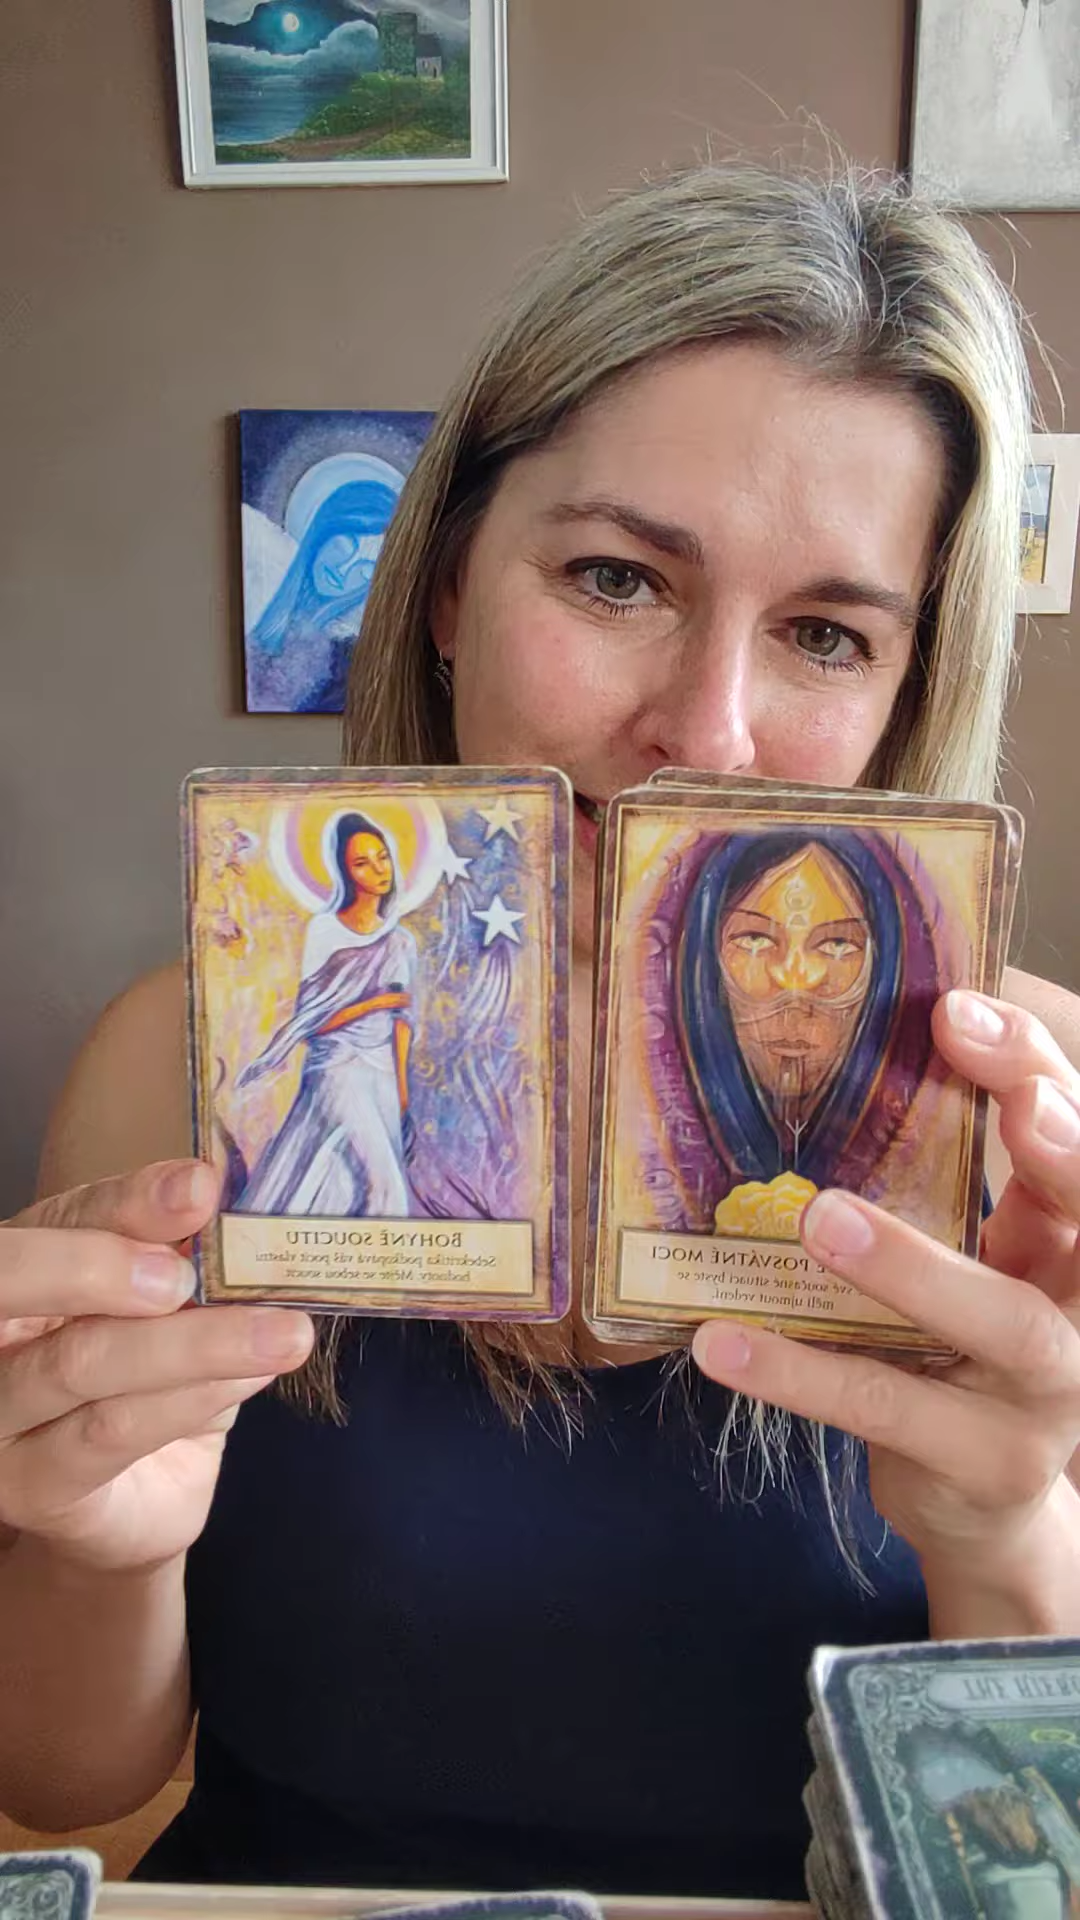 BOHYNĚ SOUCITU
Sebekritika podkopává váš pocit vlastní
hodnoty. Mějte se sebou soucit.
POSVÁTNÉ MOCI
své současné situaci byste se
měli ujmout vedení.
THE